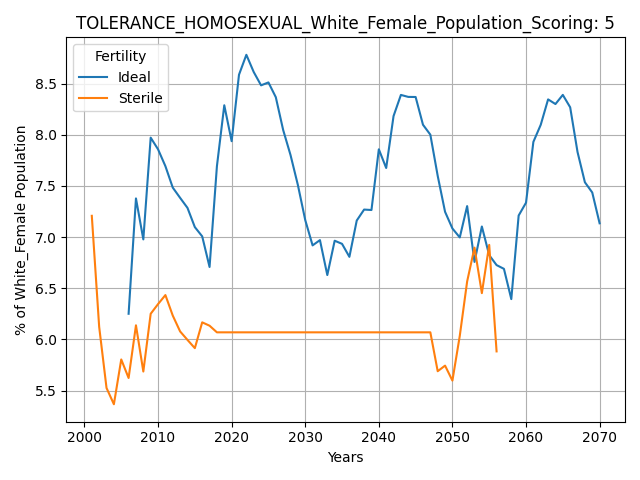 TOLERANCE_HOMOSEXUAL_White_Female_Population_Scoring: 5
Fertility
Ideal
Sterile
% of White_Female Population
8.5
8.0
7.5
7.0
6.5
6.0
5.5
2000 2010 2020 2030 2040 2050 2060 2070
Years